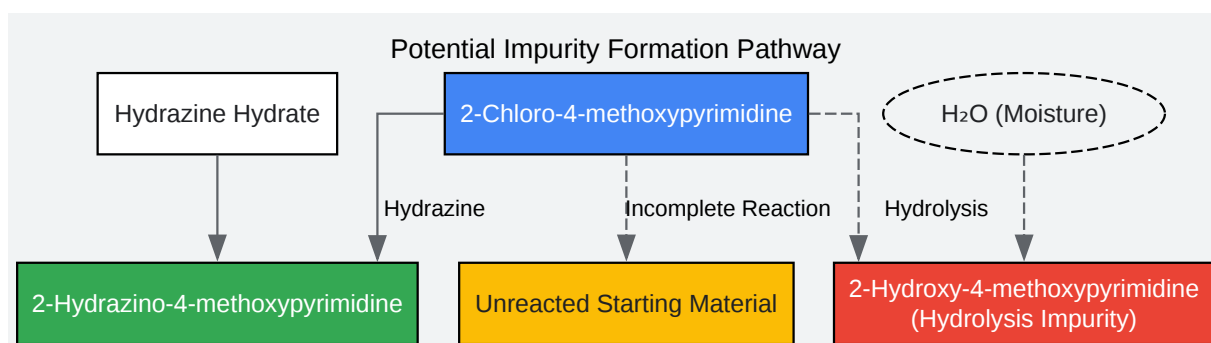 Potential Impurity Formation Pathway
Hydrazine Hydrate
2-Chloro-4-methoxypyrimidine
H₂O (Moisture)
Hydrazine
Incomplete Reaction
Hydrolysis
2-Hydrazino-4-methoxypyrimidine
Unreacted Starting Material
2-Hydroxy-4-methoxypyrimidine
(Hydrolysis Impurity)